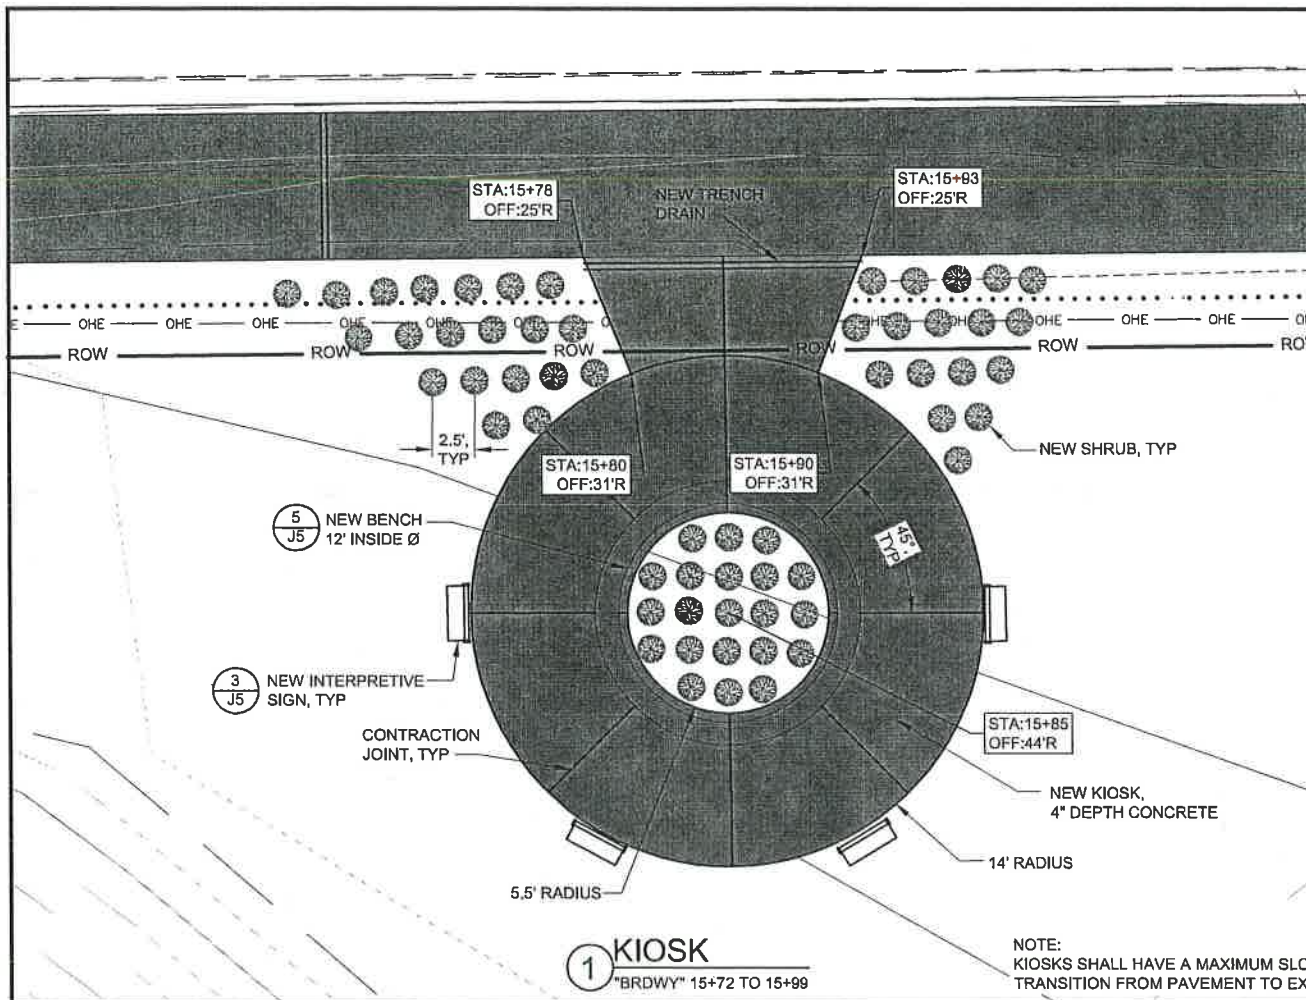 STA:15+78
OFF:25'R
NEW TRENCH
DRAIN
STA:15+93
OFF:25'R
OHE
OHE
OHE
OHE
OHE
OHE
OHE
OHE
OHE
OHE
ROW
ROW
ROW
ROW
ROW
2.5',
TYP
STA:15+80
OFF:31'R
STA:15+90
OFF:31'R
NEW SHRUB, TYP
45°,
TYP
5
J5
NEW BENCH
12' INSIDE Ø
3
J5
NEW INTERPRETIVE
SIGN, TYP
CONTRACTION
JOINT, TYP
STA:15+85
OFF:44'R
NEW KIOSK,
4" DEPTH CONCRETE
14' RADIUS
5.5' RADIUS
1
KIOSK
"BRDWY" 15+72 TO 15+99
NOTE:
KIOSKS SHALL HAVE A MAXIMUM
TRANSITION FROM PAVEMENT TO